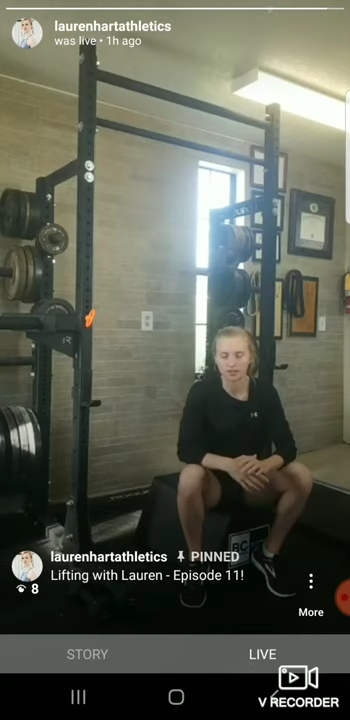 laurenhartathletics
was live • 1h ago
laurenhartathletics PINNED
Lifting with Lauren - Episode 11!
8
More
STORY
LIVE
V RECORDER